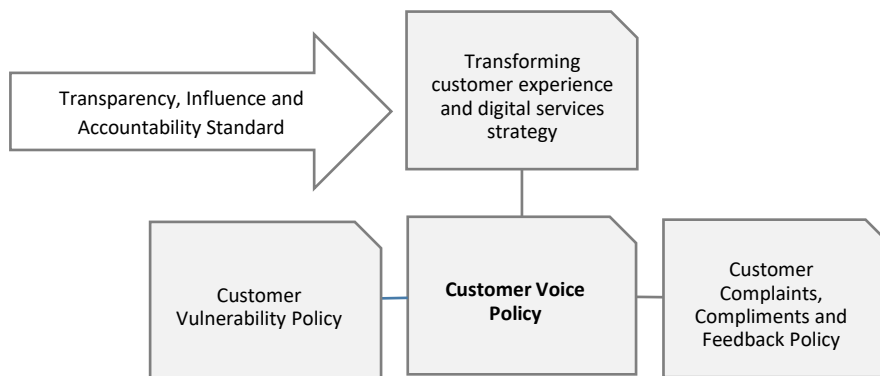 Transforming
customer experience
and digital services
strategy
Transparency, Influence and
Accountability Standard
Customer
Vulnerability Policy
Customer Voice
Policy
Customer
Complaints,
Compliments and
Feedback Policy